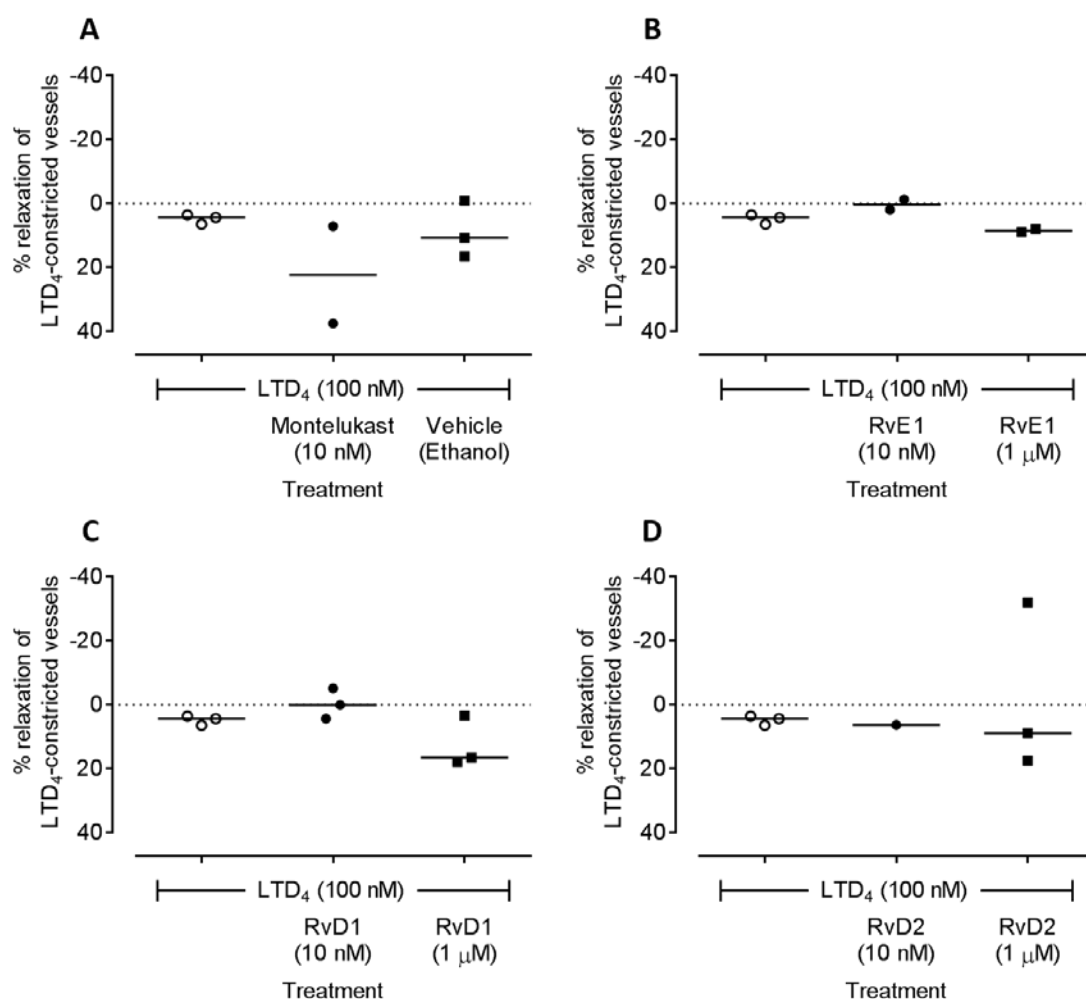 A
% relaxation of
LTD₄-constricted vessels
-40
-20
0
20
40
LTD₄ (100 nM)
Montelukast
(10 nM)
Vehicle
(Ethanol)
Treatment
B
% relaxation of
LTD₄-constricted vessels
-40
-20
0
20
40
LTD₄ (100 nM)
RvE1
(10 nM)
RvE1
(1 μM)
Treatment
C
% relaxation of
LTD₄-constricted vessels
-40
-20
0
20
40
LTD₄ (100 nM)
RvD1
(10 nM)
RvD1
(1 μM)
Treatment
D
% relaxation of
LTD₄-constricted vessels
-40
-20
0
20
40
LTD₄ (100 nM)
RvD2
(10 nM)
RvD2
(1 μM)
Treatment